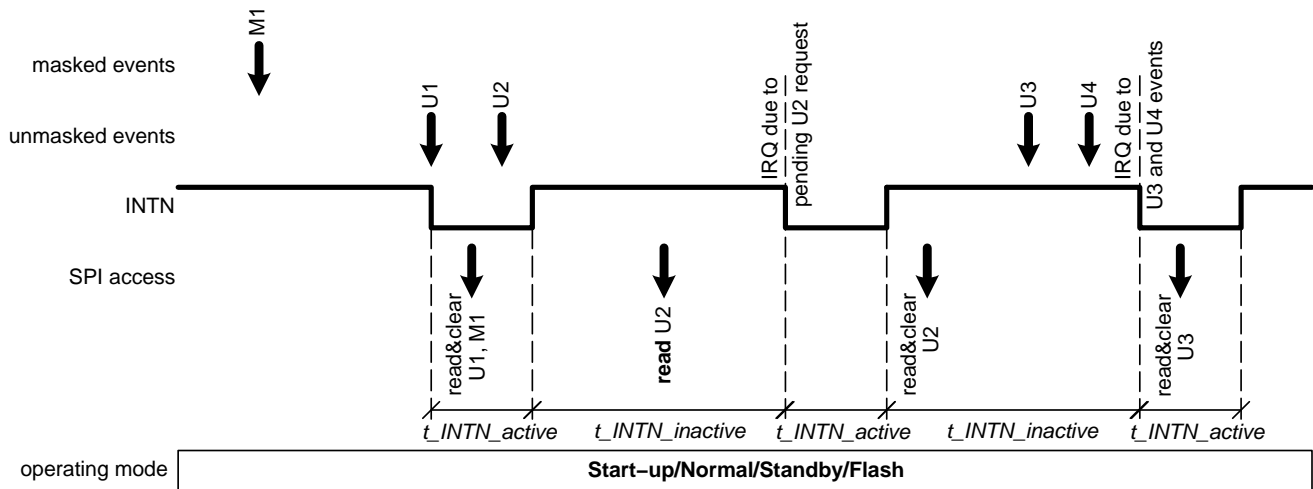 M1
masked events
U1
U2
IRQ due to
pending U2 request
U3
U4
IRQ due to
U3 and U4 events
unmasked events
INTN
SPI access
read&clear
U1, M1
read U2
read&clear
U2
read&clear
U3
t_INTN_active
t_INTN_inactive
t_INTN_active
t_INTN_inactive
t_INTN_active
operating mode
Start−up/Normal/Standby/Flash